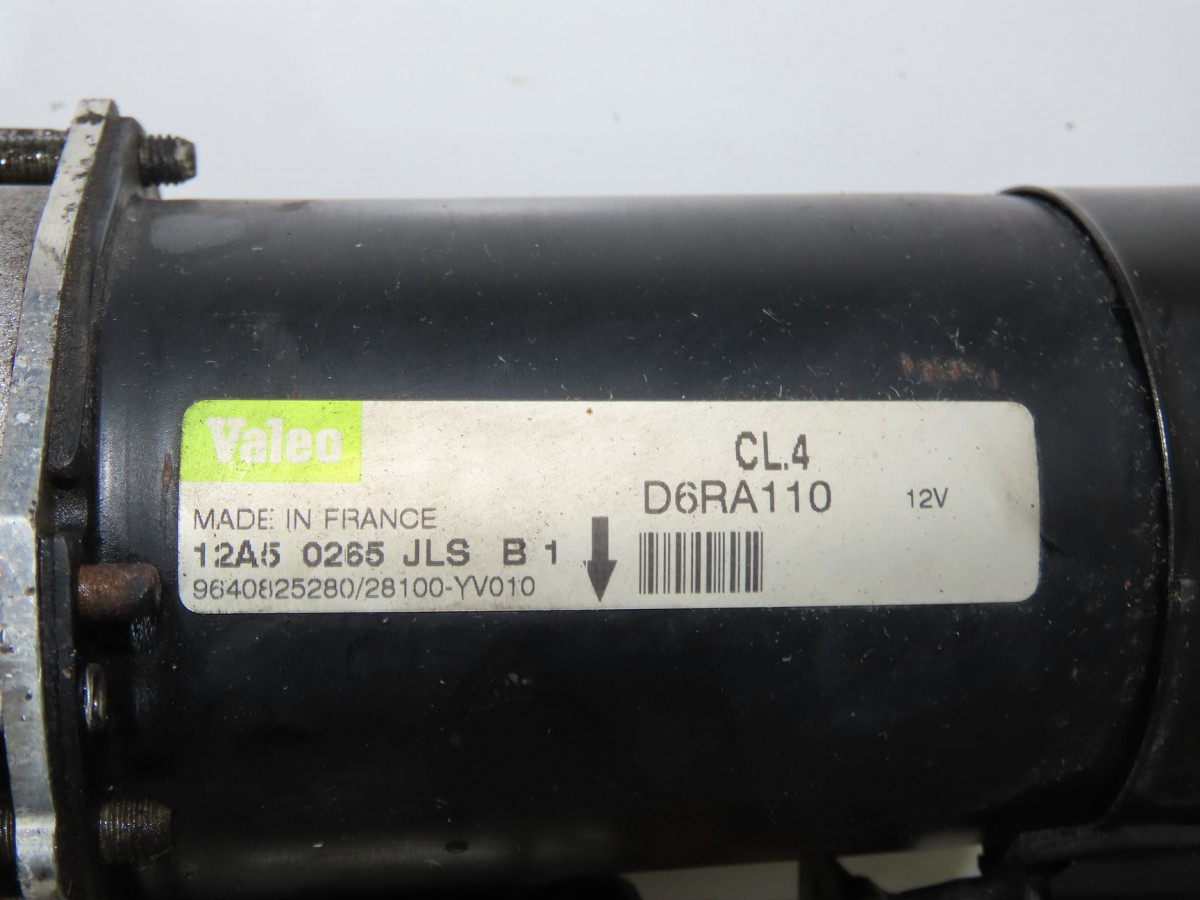 Valeo
CL.4
D6RA110
12V
MADE IN FRANCE
12A5 0265 JLS B 1
9640825280/28100-YV010